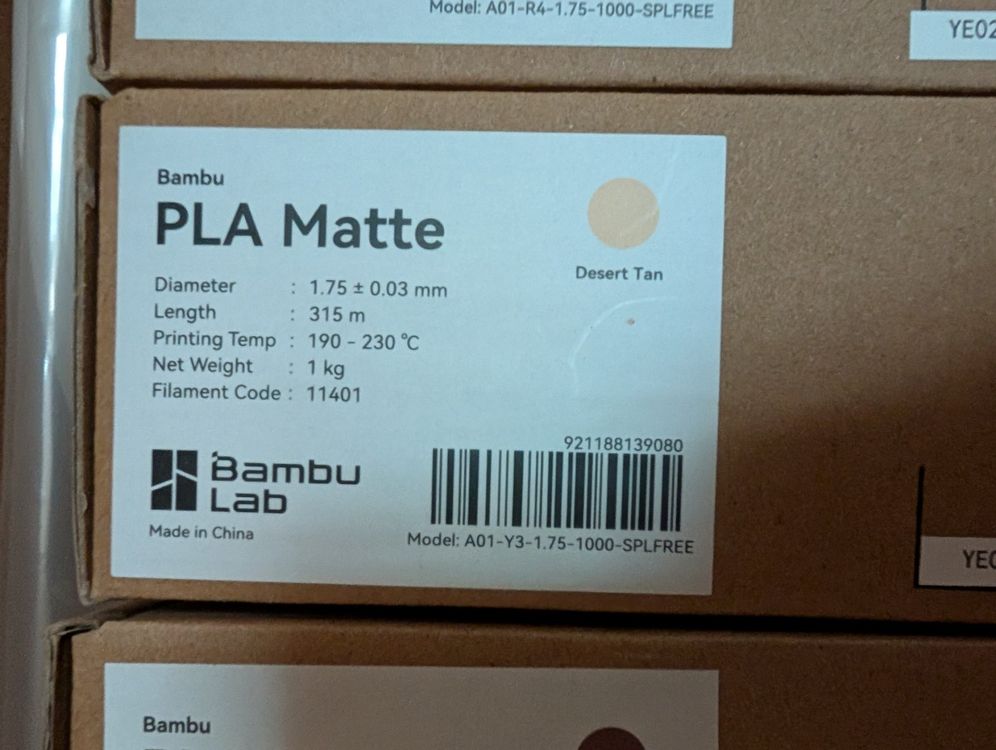 Model: A01-R4-1.75-1000-SPLFREE
YE02
Bambu
PLA Matte
Desert Tan
Diameter : 1.75 ± 0.03 mm
Length : 315 m
Printing Temp : 190 - 230 ℃
Net Weight : 1 kg
Filament Code : 11401
921188139080
Bambu
Lab
Made in China
Model: A01-Y3-1.75-1000-SPLFREE
Bambu